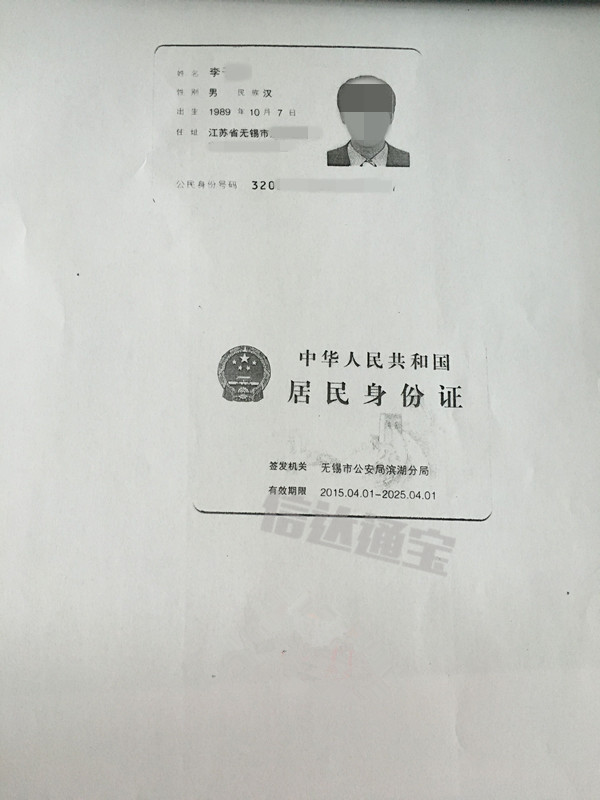 姓名 李
性别 男 民族 汉
出生 1989 年 10 月 7 日
住址 江苏省无锡市
公民身份号码 320
中华人民共和国
居民身份证
签发机关 无锡市公安局滨湖分局
有效期限 2015.04.01-2025.04.01
信达通宝